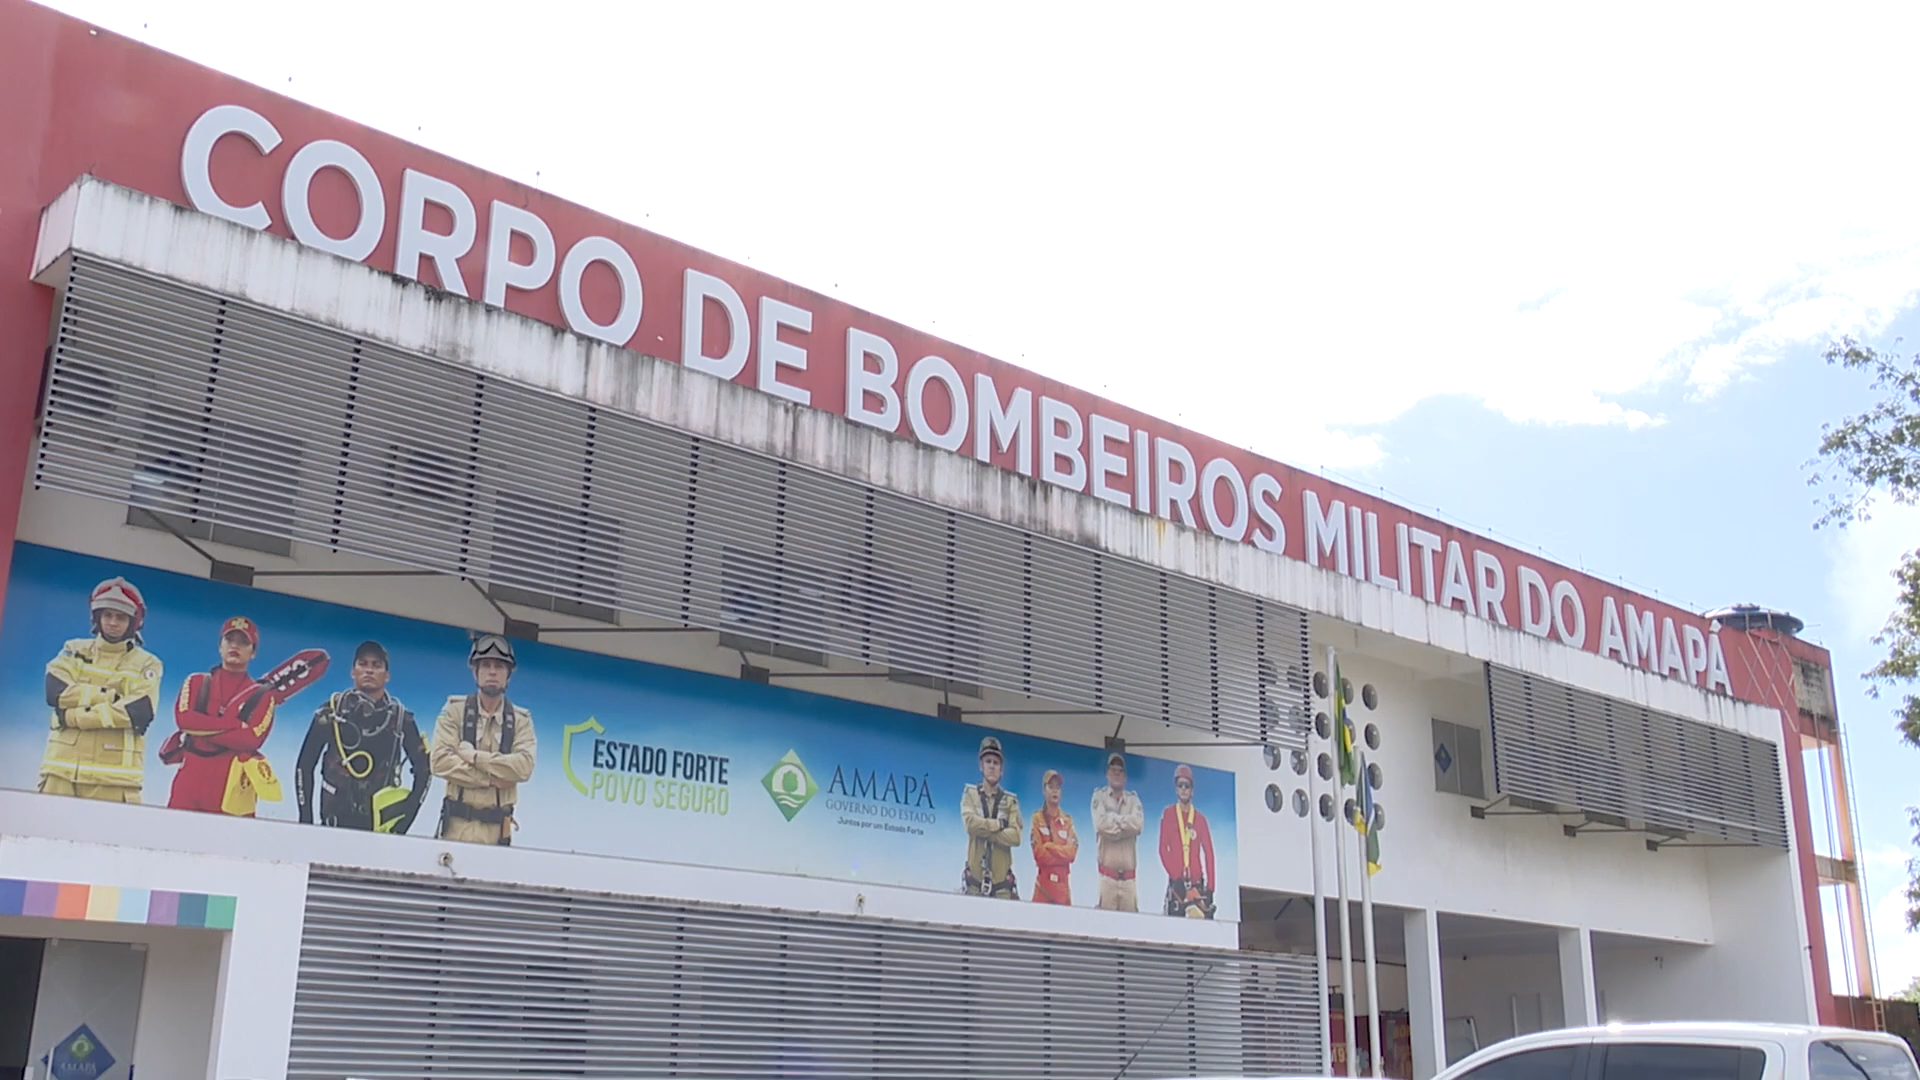 CORPO DE BOMBEIROS MILITAR DO AMAPÁ
ESTADO FORTE
POVO SEGURO
AMAPÁ
GOVERNO DO ESTADO
Juntos por um Estado Forte
AMAPÁ